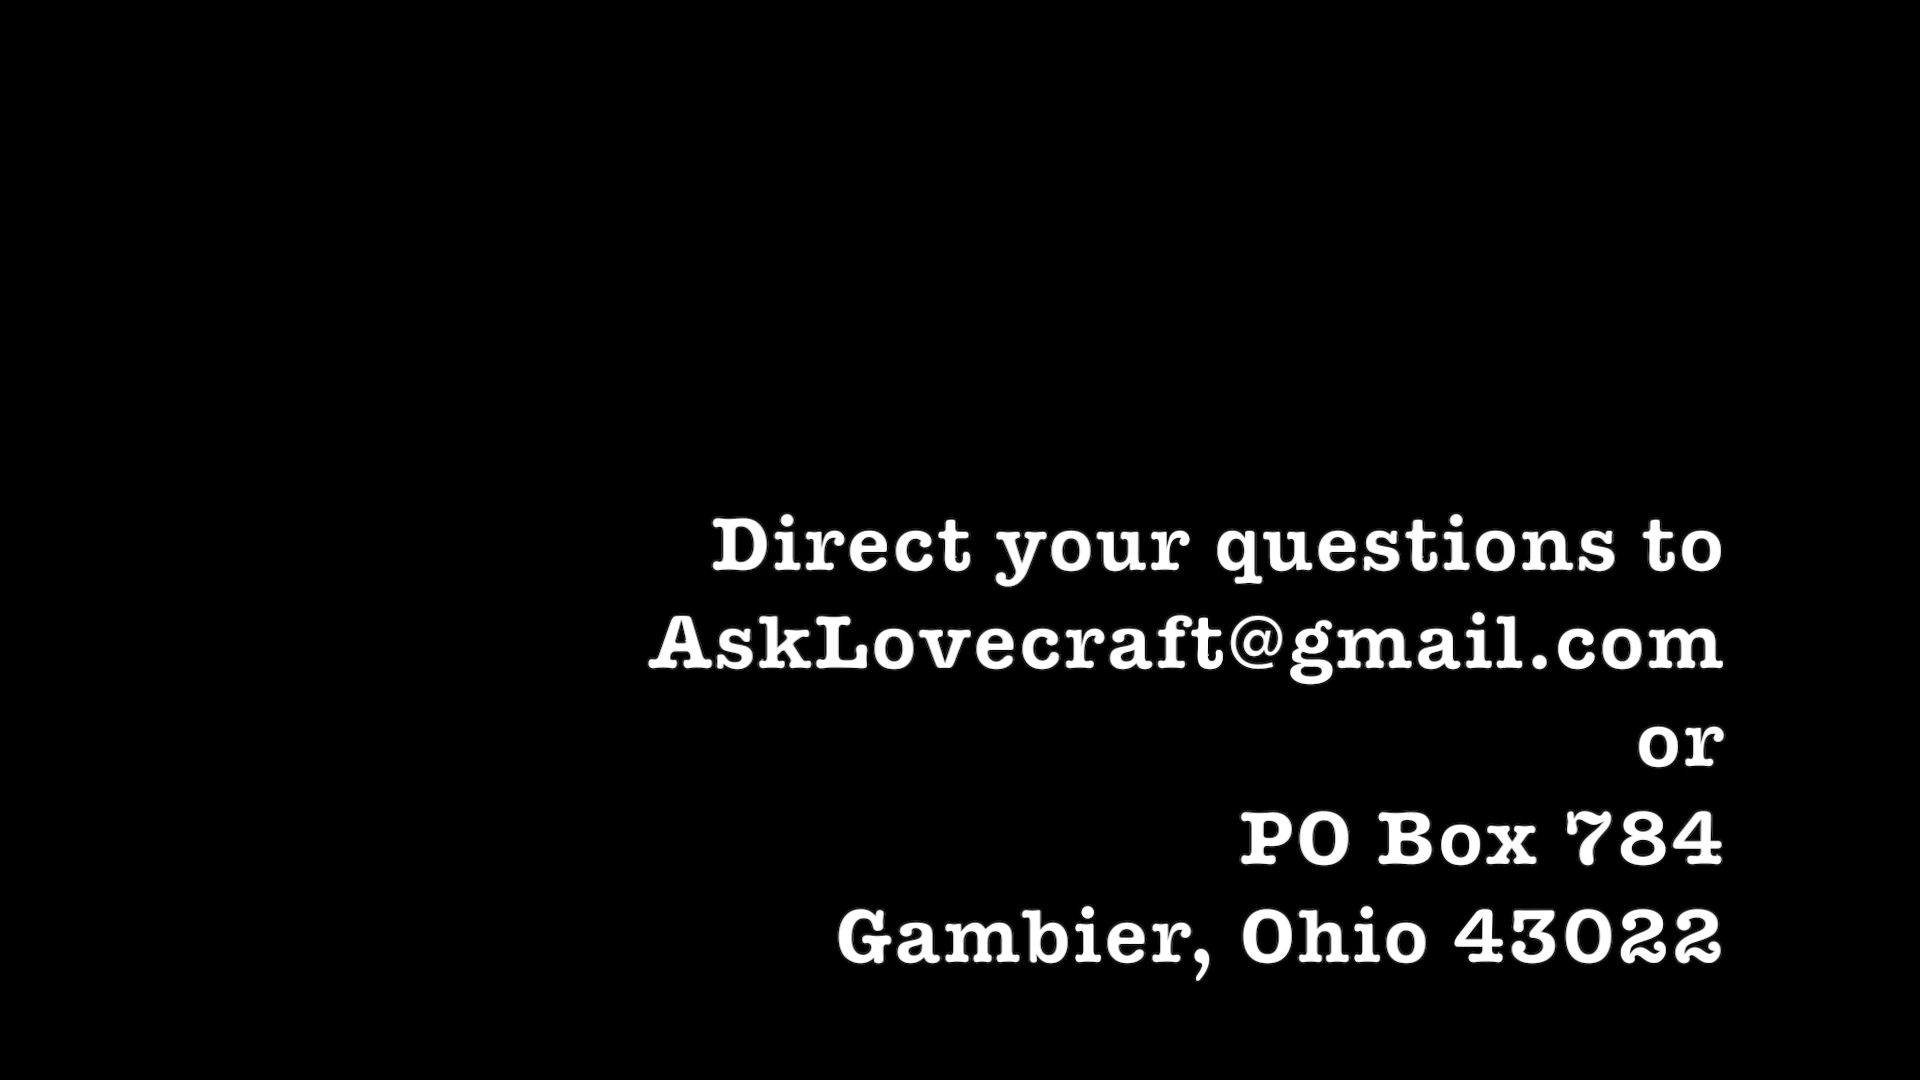 Direct your questions to
AskLovecraft@gmail.com
or
PO Box 784
Gambier, Ohio 43022